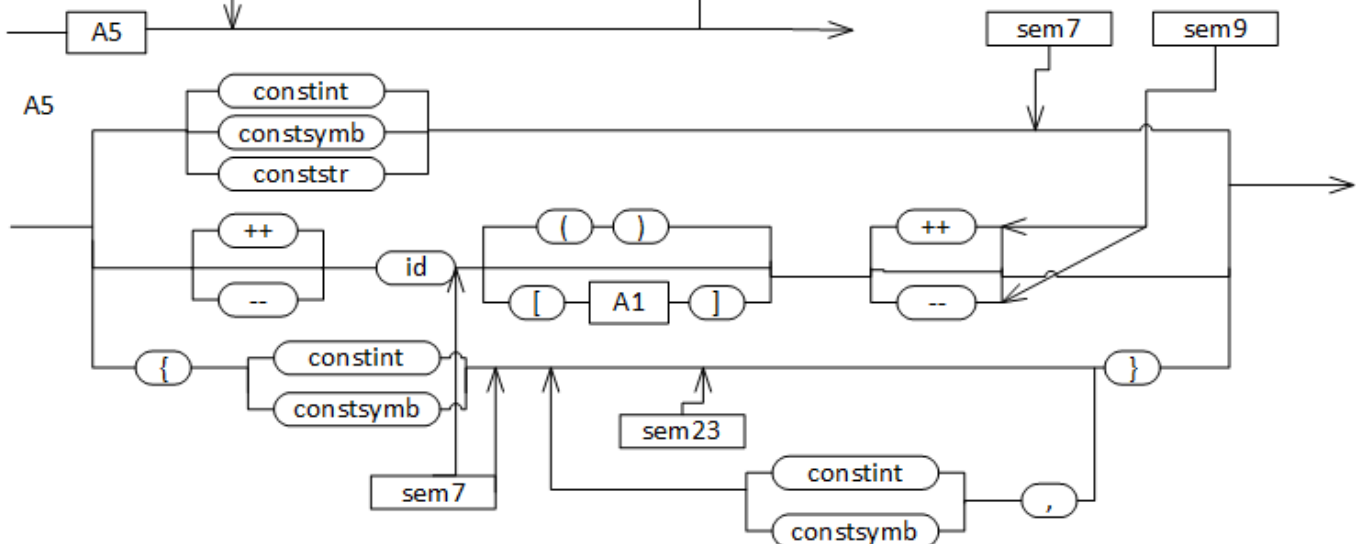 A5
sem7 sem9
A5
constint
constsymb
conststr
++
--
id
( )
[ A1 ]
++
--
{
constint
constsymb
}
sem23
sem7
constint
constsymb
,